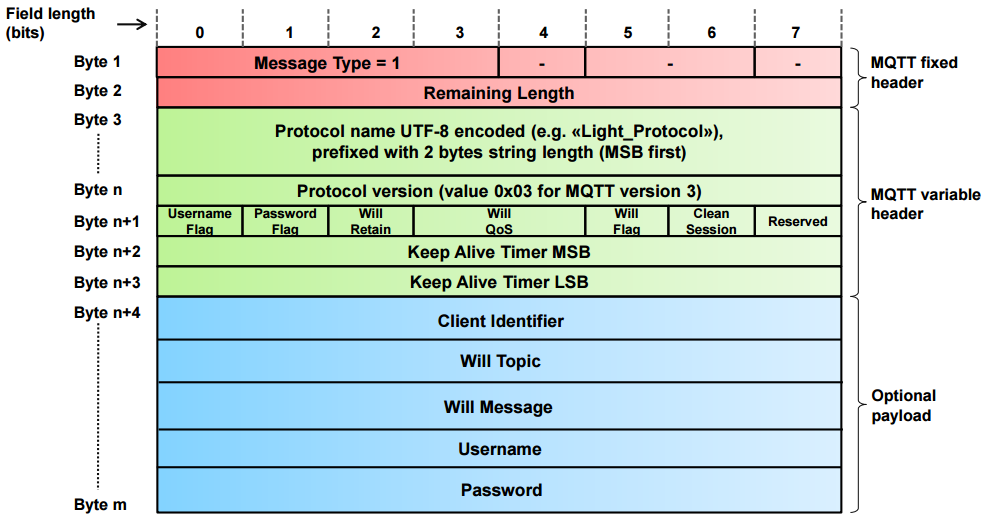 Field length
(bits)
0 1 2 3 4 5 6 7
Byte 1
Message Type = 1
-
-
-
MQTT fixed
header
Byte 2
Remaining Length
Byte 3
Protocol name UTF-8 encoded (e.g. «Light_Protocol»),
prefixed with 2 bytes string length (MSB first)
Byte n
Protocol version (value 0x03 for MQTT version 3)
MQTT variable
header
Byte n+1
Username
Flag
Password
Flag
Will
Retain
Will
QoS
Will
Flag
Clean
Session
Reserved
Byte n+2
Keep Alive Timer MSB
Byte n+3
Keep Alive Timer LSB
Byte n+4
Client Identifier
Will Topic
Will Message
Optional
payload
Username
Password
Byte m